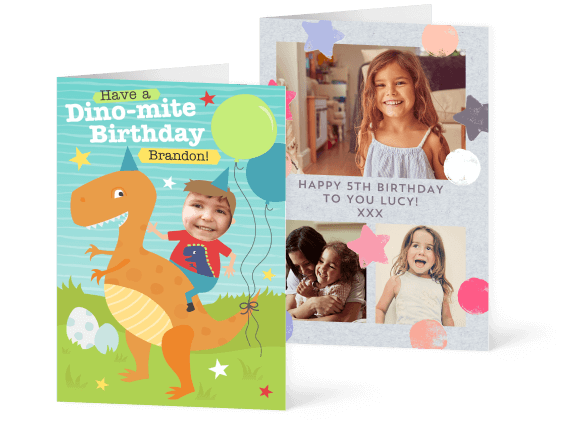 Have a
Dino-mite
Birthday
Brandon!
HAPPY 5TH BIRTHDAY
TO YOU LUCY!
XXX